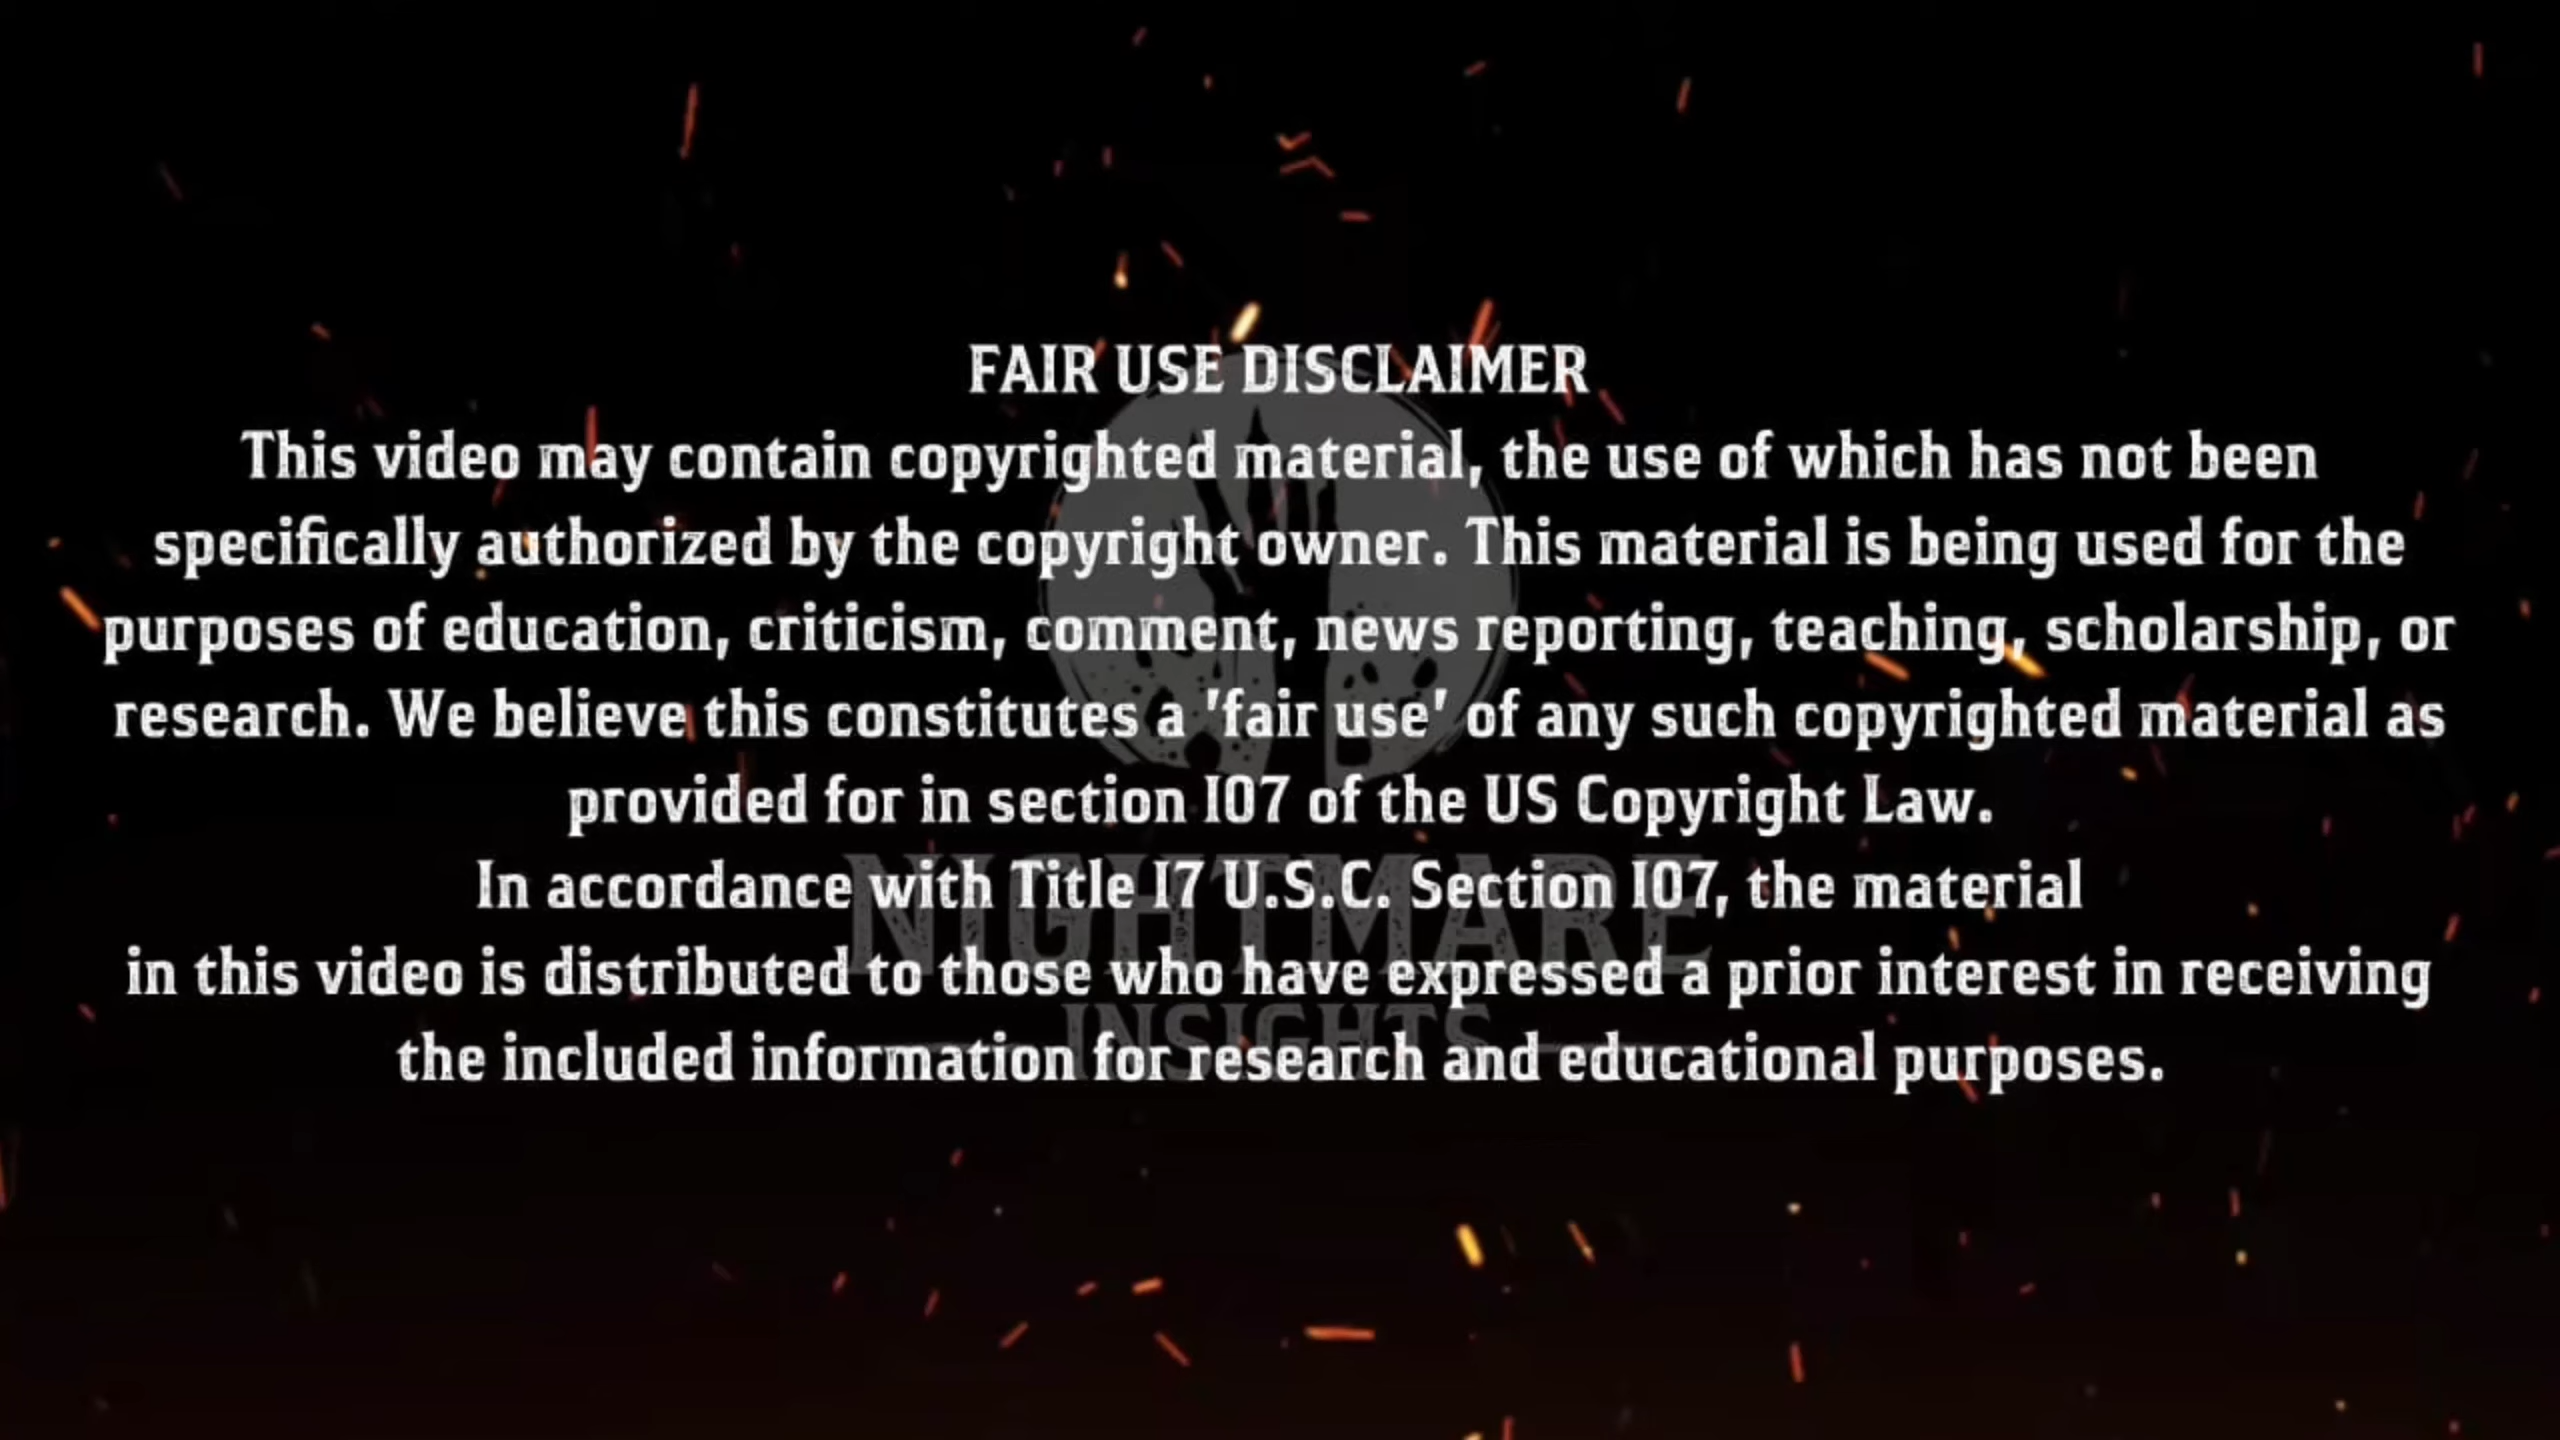 FAIR USE DISCLAIMER
This video may contain copyrighted material, the use of which has not been
specifically authorized by the copyright owner. This material is being used for the
purposes of education, criticism, comment, news reporting, teaching, scholarship, or
research. We believe this constitutes a 'fair use' of any such copyrighted material as
provided for in section 107 of the US Copyright Law.
In accordance with Title 17 U.S.C. Section 107, the material
in this video is distributed to those who have expressed a prior interest in receiving
the included information for research and educational purposes.
NIGHTMARE
INSIGHTS